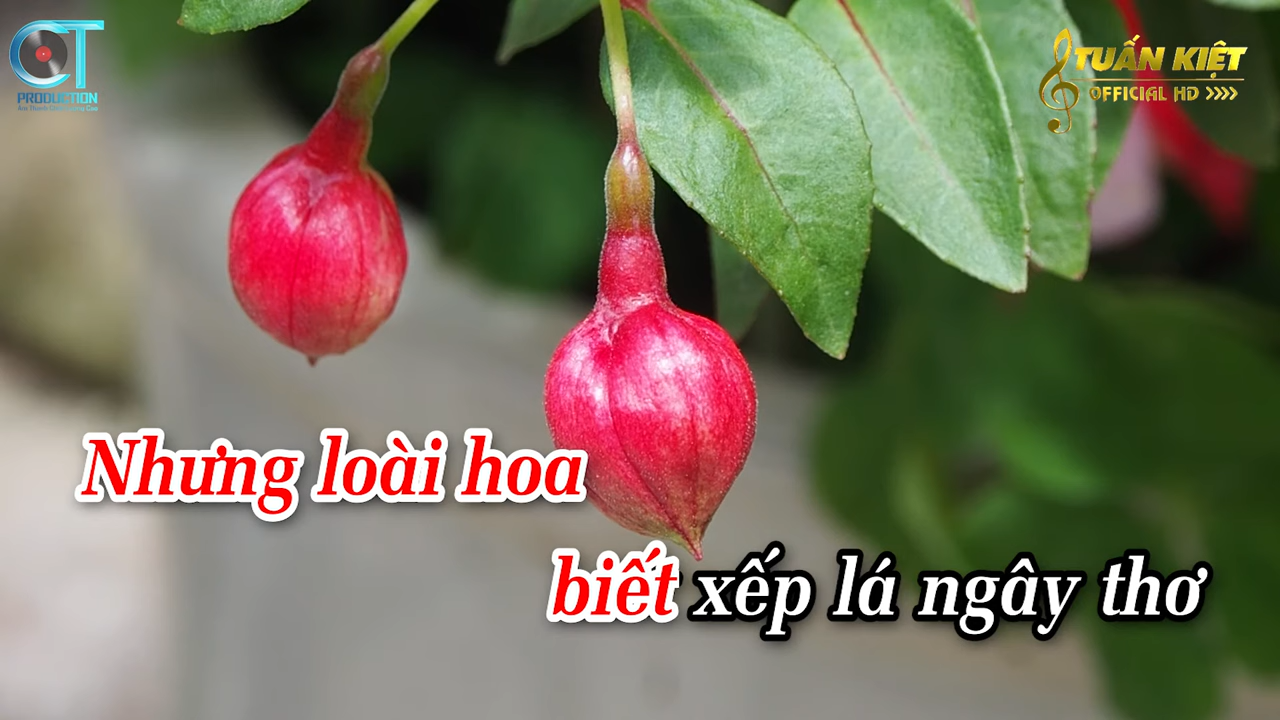 CT
PRODUCTION
TUẤN KIỆT
OFFICIAL HD >>>>
Nhưng loài hoa
biết xếp lá ngây thơ